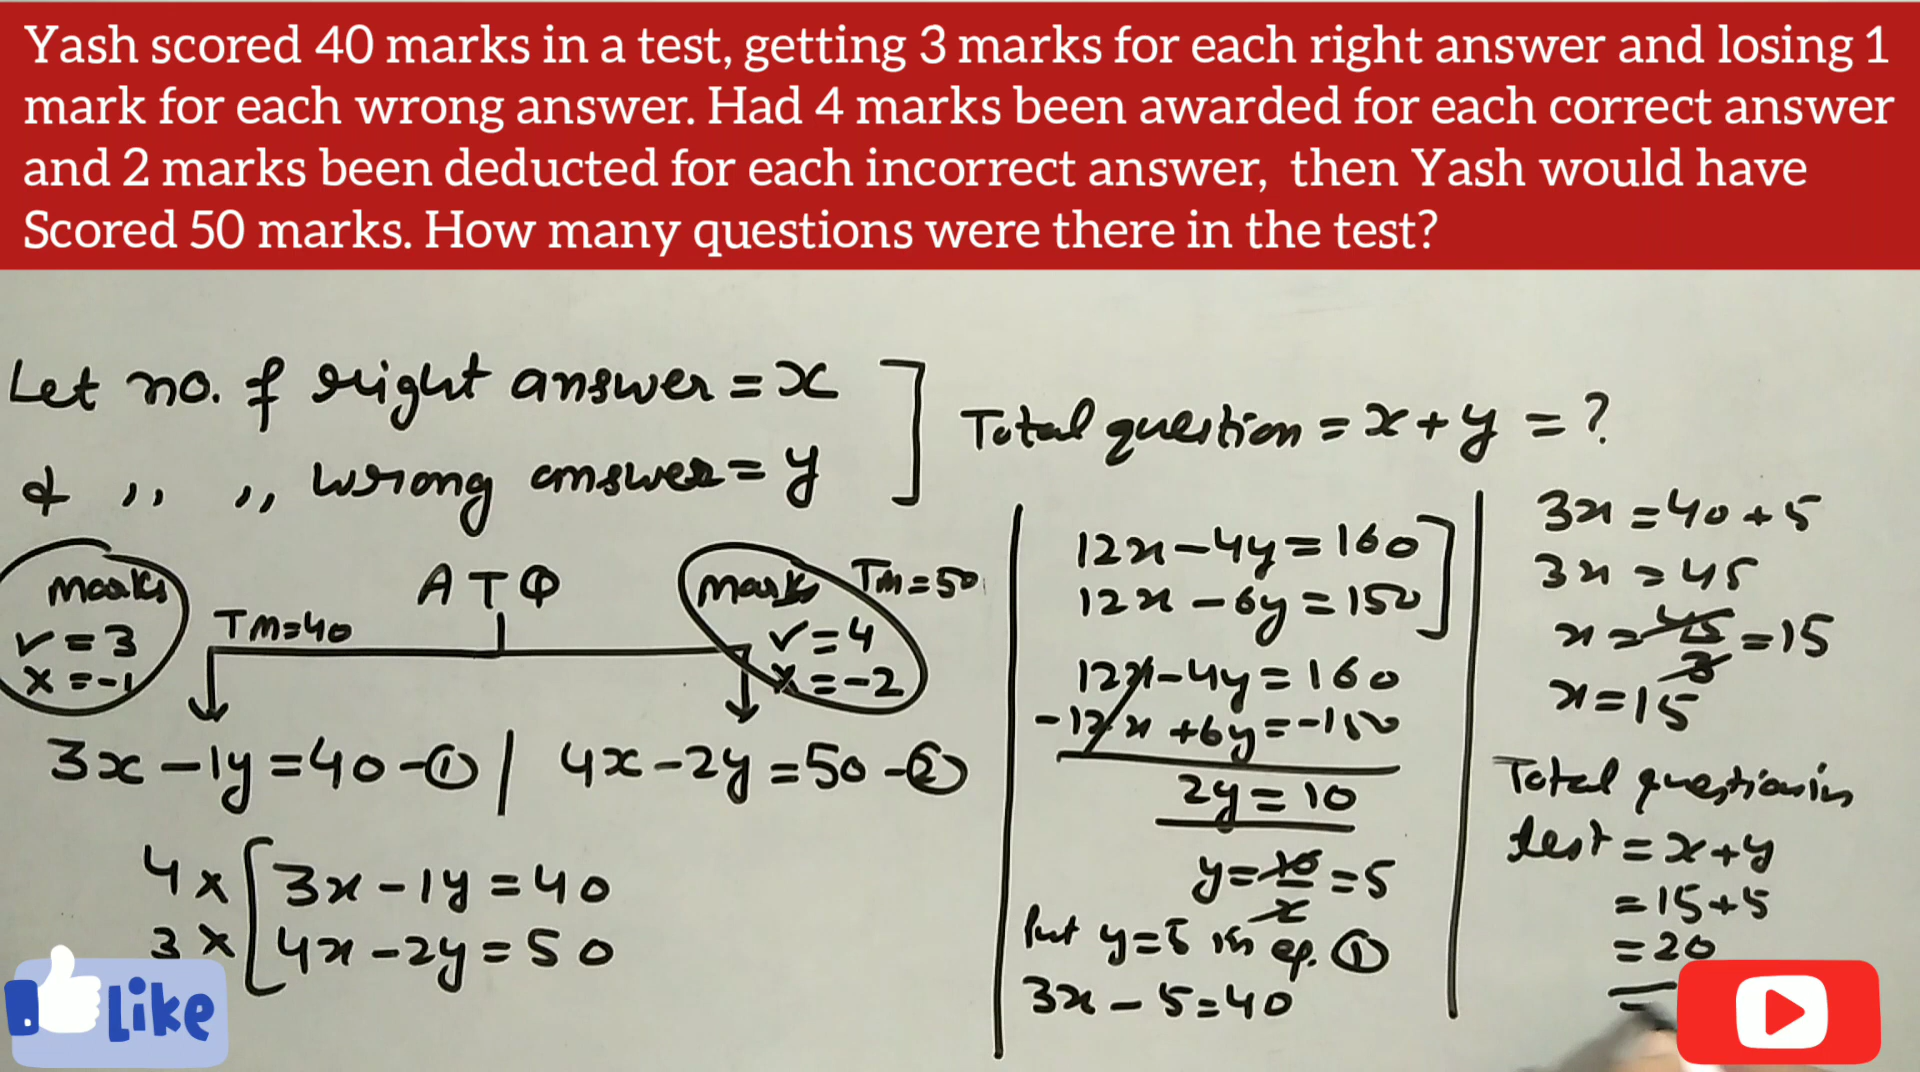 Yash scored 40 marks in a test, getting 3 marks for each right answer and losing 1
mark for each wrong answer. Had 4 marks been awarded for each correct answer
and 2 marks been deducted for each incorrect answer, then Yash would have
Scored 50 marks. How many questions were there in the test?
Let no. of right answer = x
& ,, ,, wrong answer = y
Total question = x + y = ?
A T Q
marks
✓ = 3
x = -1
TM=40
marks
✓ = 4
x = -2
TM=50
3x - 1y = 40 - ① | 4x - 2y = 50 - ②
4 x [ 3x - 1y = 40
3 x [ 4x - 2y = 50
12x - 4y = 160
12x - 6y = 150
12x - 4y = 160
-12x + 6y = -150
2y = 10
y = 10/2 = 5
Put y = 5 in eq. ①
3x - 5 = 40
3x = 40 + 5
3x = 45
x = 45/3 = 15
x = 15
Total question in
test = x + y
= 15 + 5
= 20
Like